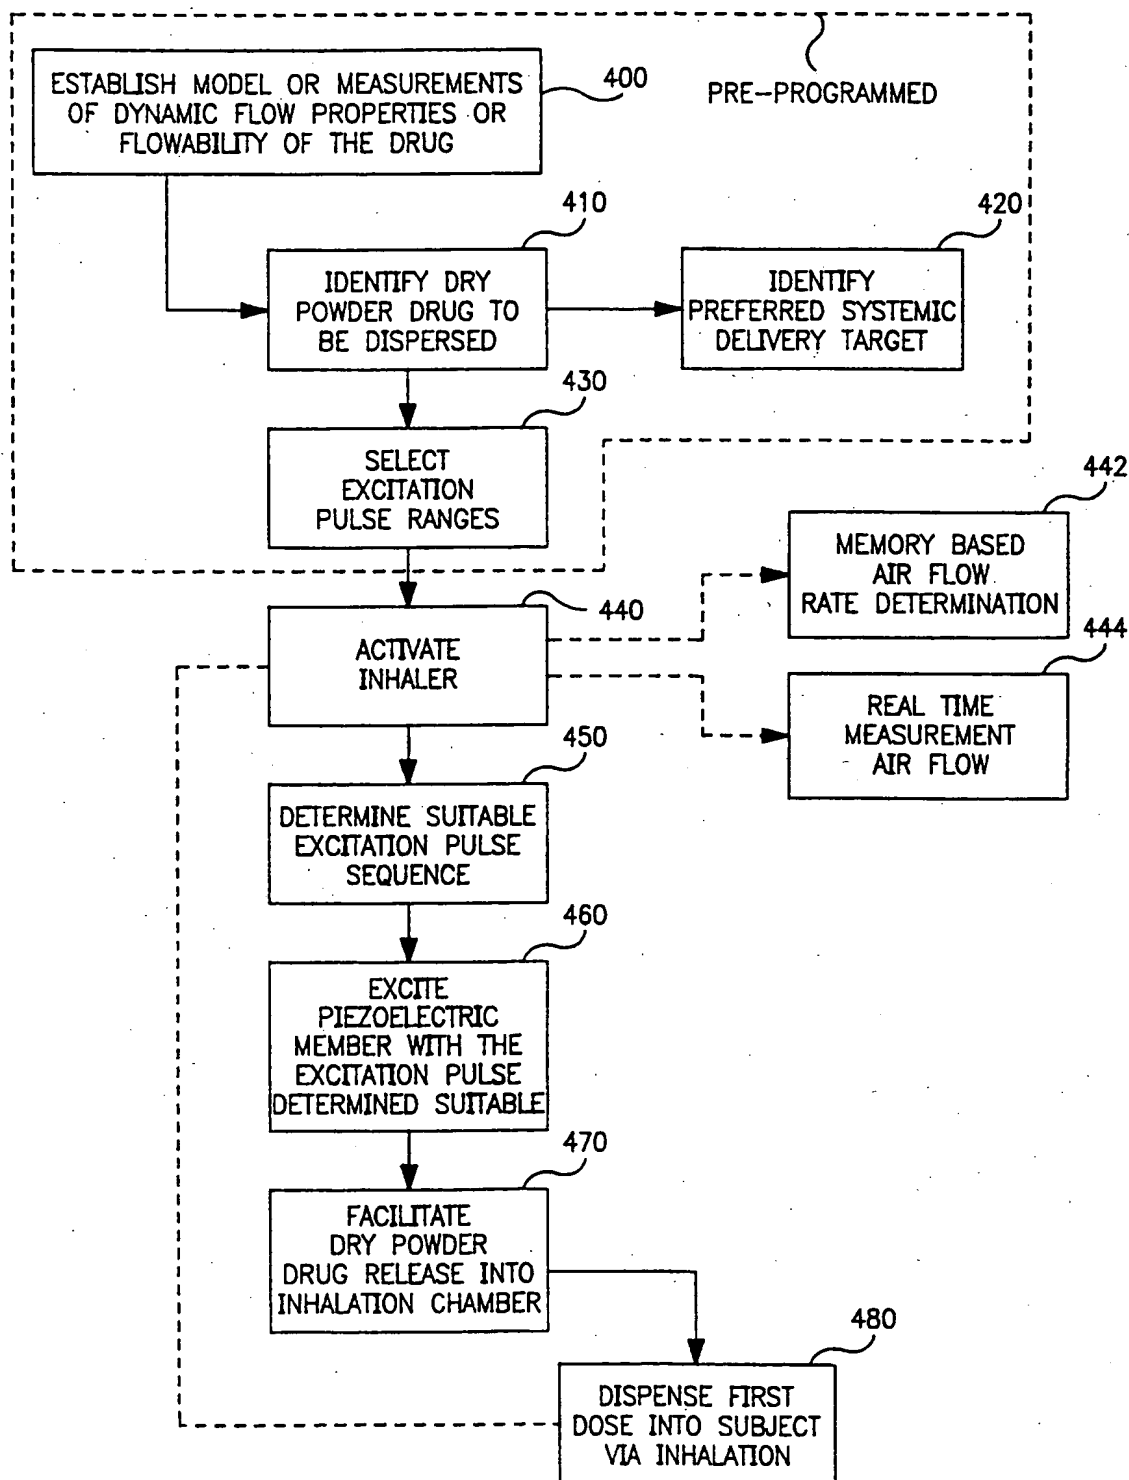 PRE-PROGRAMMED
400
ESTABLISH MODEL OR MEASUREMENTS
OF DYNAMIC FLOW PROPERTIES OR
FLOWABILITY OF THE DRUG
410
IDENTIFY DRY
POWDER DRUG TO
BE DISPERSED
420
IDENTIFY
PREFERRED SYSTEMIC
DELIVERY TARGET
430
SELECT
EXCITATION
PULSE RANGES
440
ACTIVATE
INHALER
442
MEMORY BASED
AIR FLOW
RATE DETERMINATION
444
REAL TIME
MEASUREMENT
AIR FLOW
450
DETERMINE SUITABLE
EXCITATION PULSE
SEQUENCE
460
EXCITE
PIEZOELECTRIC
MEMBER WITH THE
EXCITATION PULSE
DETERMINED SUITABLE
470
FACILITATE
DRY POWDER
DRUG RELEASE INTO
INHALATION CHAMBER
480
DISPENSE FIRST
DOSE INTO SUBJECT
VIA INHALATION